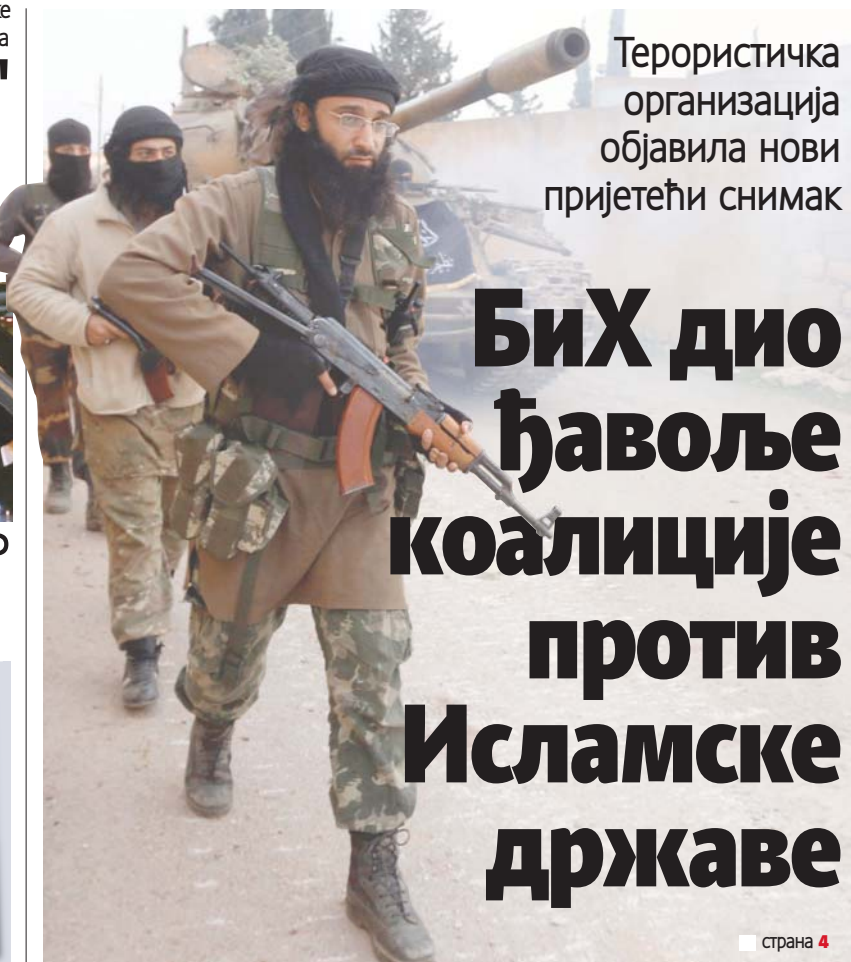 Терористичка
организација
објавила нови
пријетећи снимак
БиХ дио
ђавоље
коалиције
против
Исламске
државе
страна 4